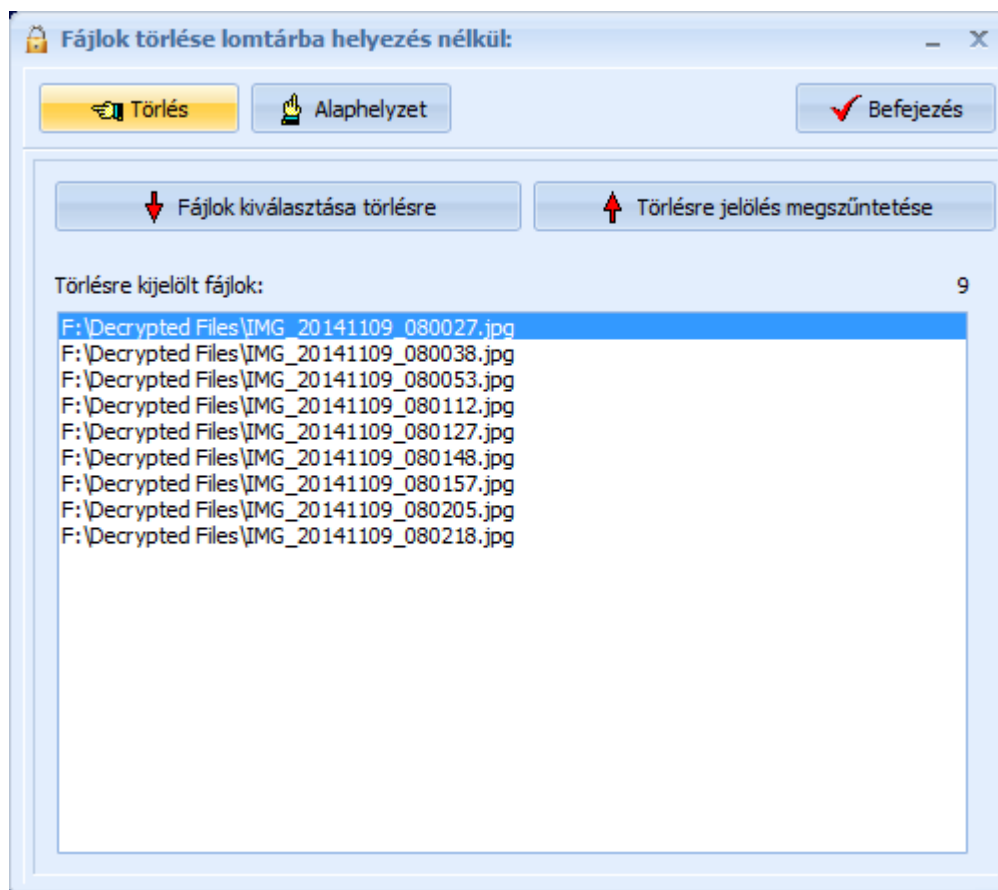 Fájlok törlése lomtárba helyezés nélkül:
Törlés Alaphelyzet Befejezés
Fájlok kiválasztása törlésre Törlésre jelölés megszűntetése
Törlésre kijelölt fájlok: 9
F:\Decrypted Files\IMG_20141109_080027.jpg
F:\Decrypted Files\IMG_20141109_080038.jpg
F:\Decrypted Files\IMG_20141109_080053.jpg
F:\Decrypted Files\IMG_20141109_080112.jpg
F:\Decrypted Files\IMG_20141109_080127.jpg
F:\Decrypted Files\IMG_20141109_080148.jpg
F:\Decrypted Files\IMG_20141109_080157.jpg
F:\Decrypted Files\IMG_20141109_080205.jpg
F:\Decrypted Files\IMG_20141109_080218.jpg